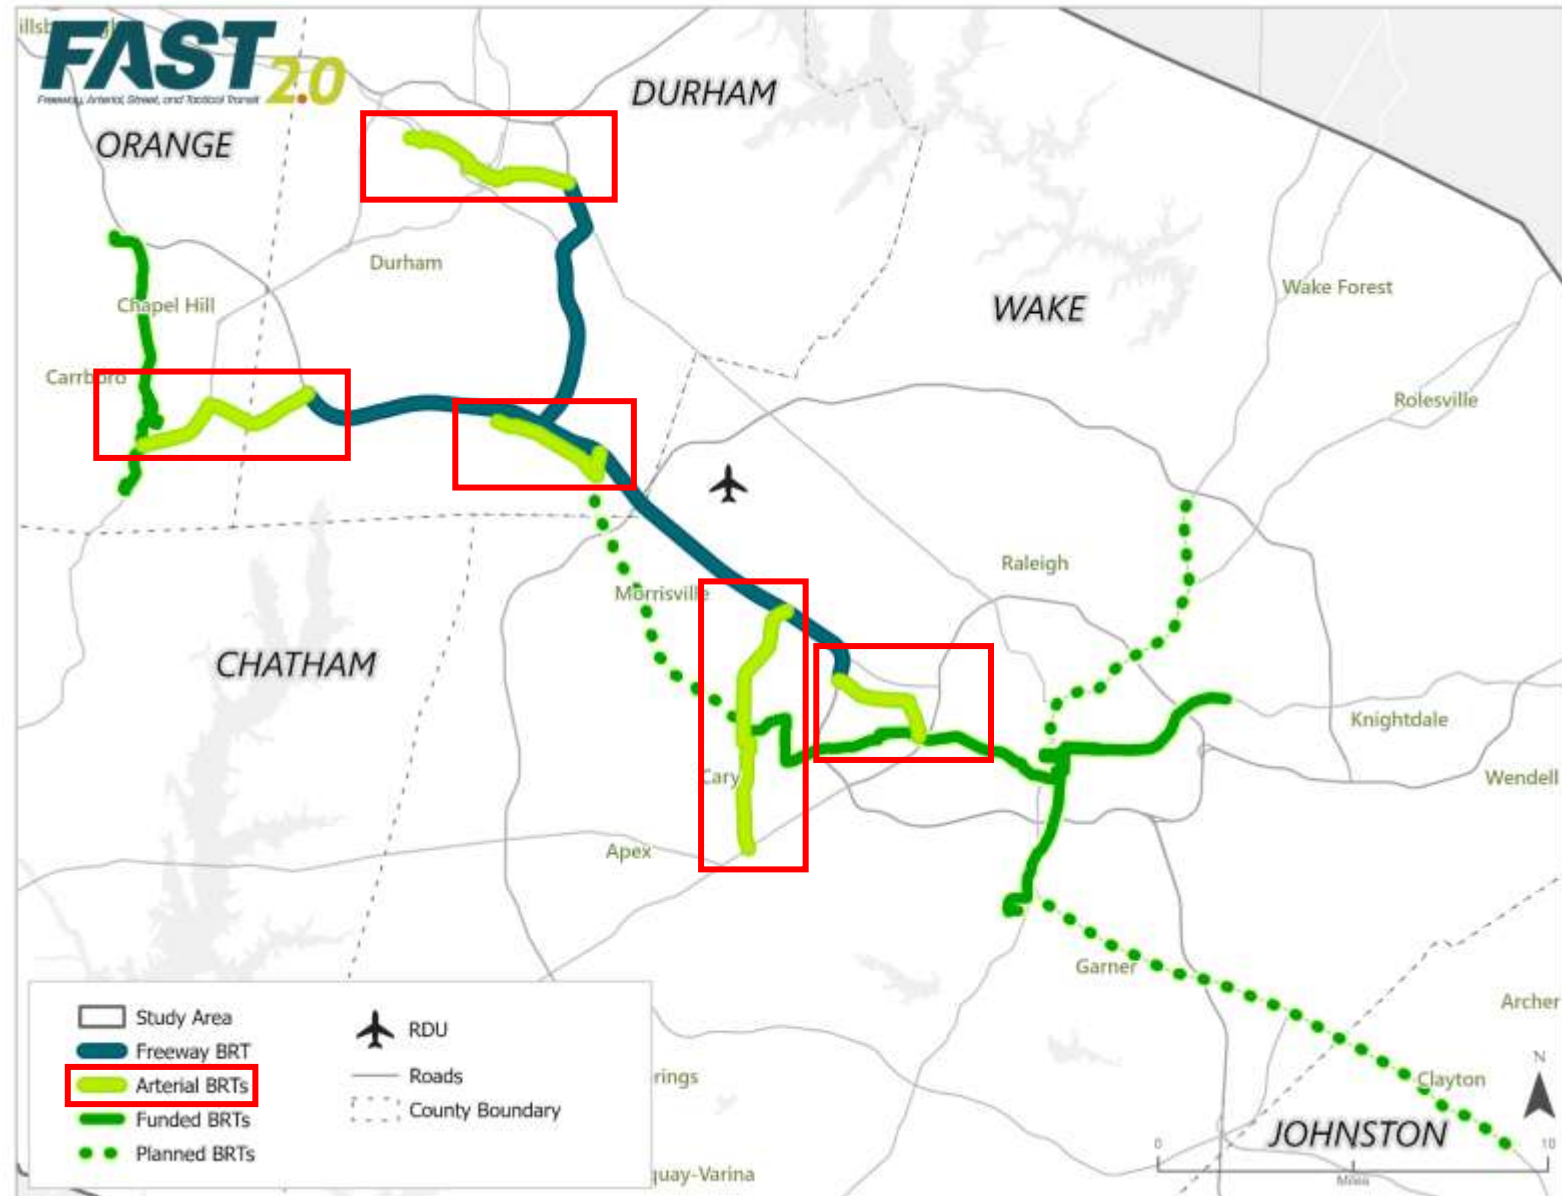 FAST 2.0
Freeway, Arterial, Street, and Tactical Transit
DURHAM
ORANGE
Durham
Chapel Hill
WAKE
Wake Forest
Carrboro
Rolesville
Raleigh
Morrisville
CHATHAM
Knightdale
Cary
Wendell
Apex
Garner
Archer
Study Area
RDU
Freeway BRT
Arterial BRTs
Roads
rings
Funded BRTs
County Boundary
Planned BRTs
Clayton
N
JOHNSTON
0
10
Miles
quay-Varina